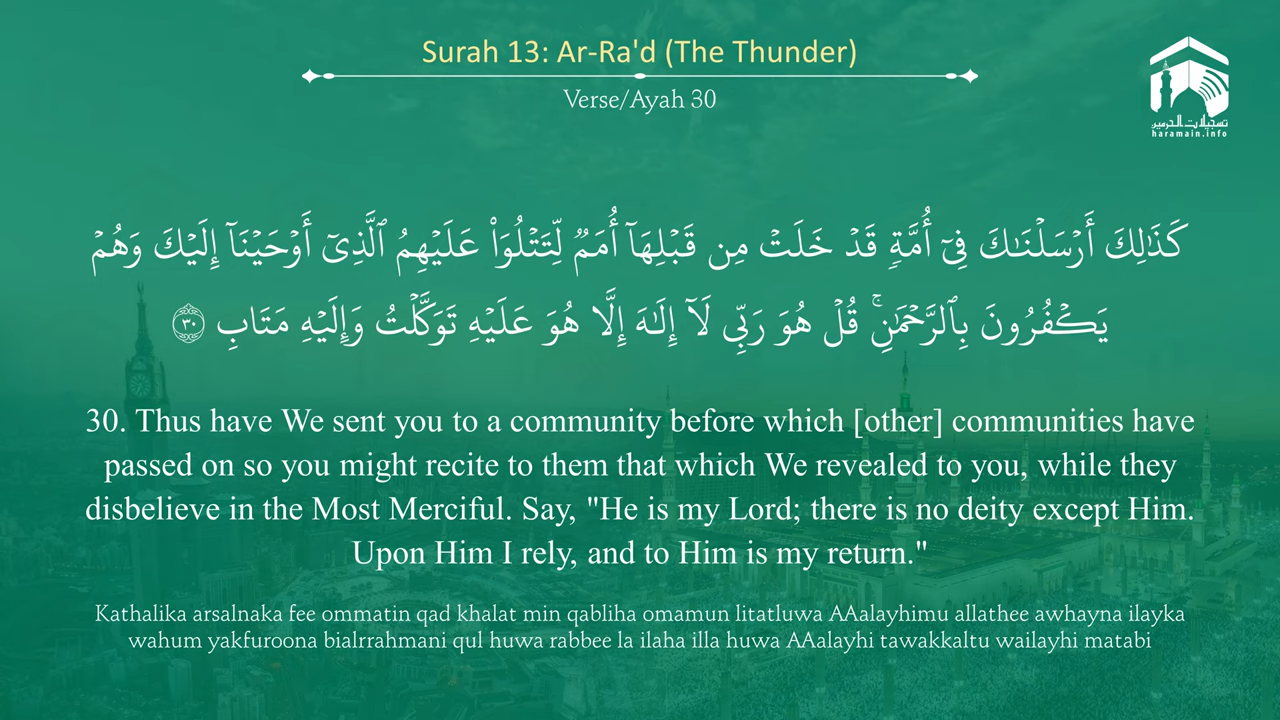 Surah 13: Ar-Ra'd (The Thunder)
Verse/Ayah 30
تسجيلات الحرمين
haramain.info
كَذَٰلِكَ أَرْسَلْنَـٰكَ فِىٓ أُمَّةٍۢ قَدْ خَلَتْ مِن قَبْلِهَآ أُمَمٌۭ لِّتَتْلُوَا۟ عَلَيْهِمُ ٱلَّذِىٓ أَوْحَيْنَآ إِلَيْكَ وَهُمْ
يَكْفُرُونَ بِٱلرَّحْمَـٰنِ ۚ قُلْ هُوَ رَبِّى لَآ إِلَـٰهَ إِلَّا هُوَ عَلَيْهِ تَوَكَّلْتُ وَإِلَيْهِ مَتَابِ ٣٠
30. Thus have We sent you to a community before which [other] communities have
passed on so you might recite to them that which We revealed to you, while they
disbelieve in the Most Merciful. Say, "He is my Lord; there is no deity except Him.
Upon Him I rely, and to Him is my return."
Kathalika arsalnaka fee ommatin qad khalat min qabliha omamun litatluwa AAalayhimu allathee awhayna ilayka
wahum yakfuroona bialrrahmani qul huwa rabbee la ilaha illa huwa AAalayhi tawakkaltu wailayhi matabi